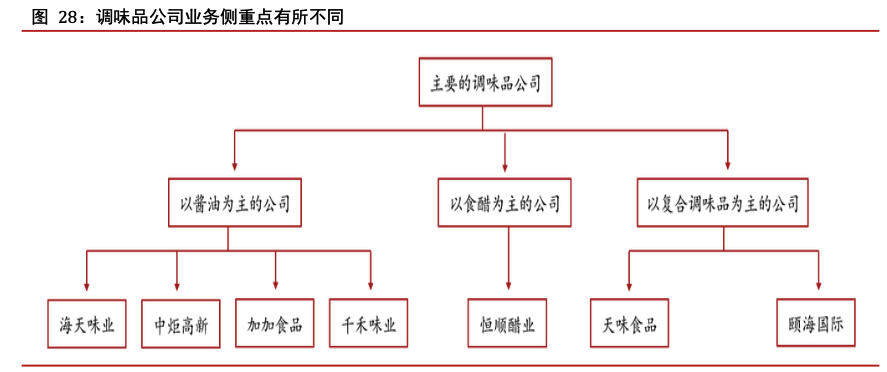 图 28：调味品公司业务侧重点有所不同
主要的调味品公司
以酱油为主的公司
以食醋为主的公司
以复合调味品为主的公司
海天味业
中炬高新
加加食品
千禾味业
恒顺醋业
天味食品
颐海国际